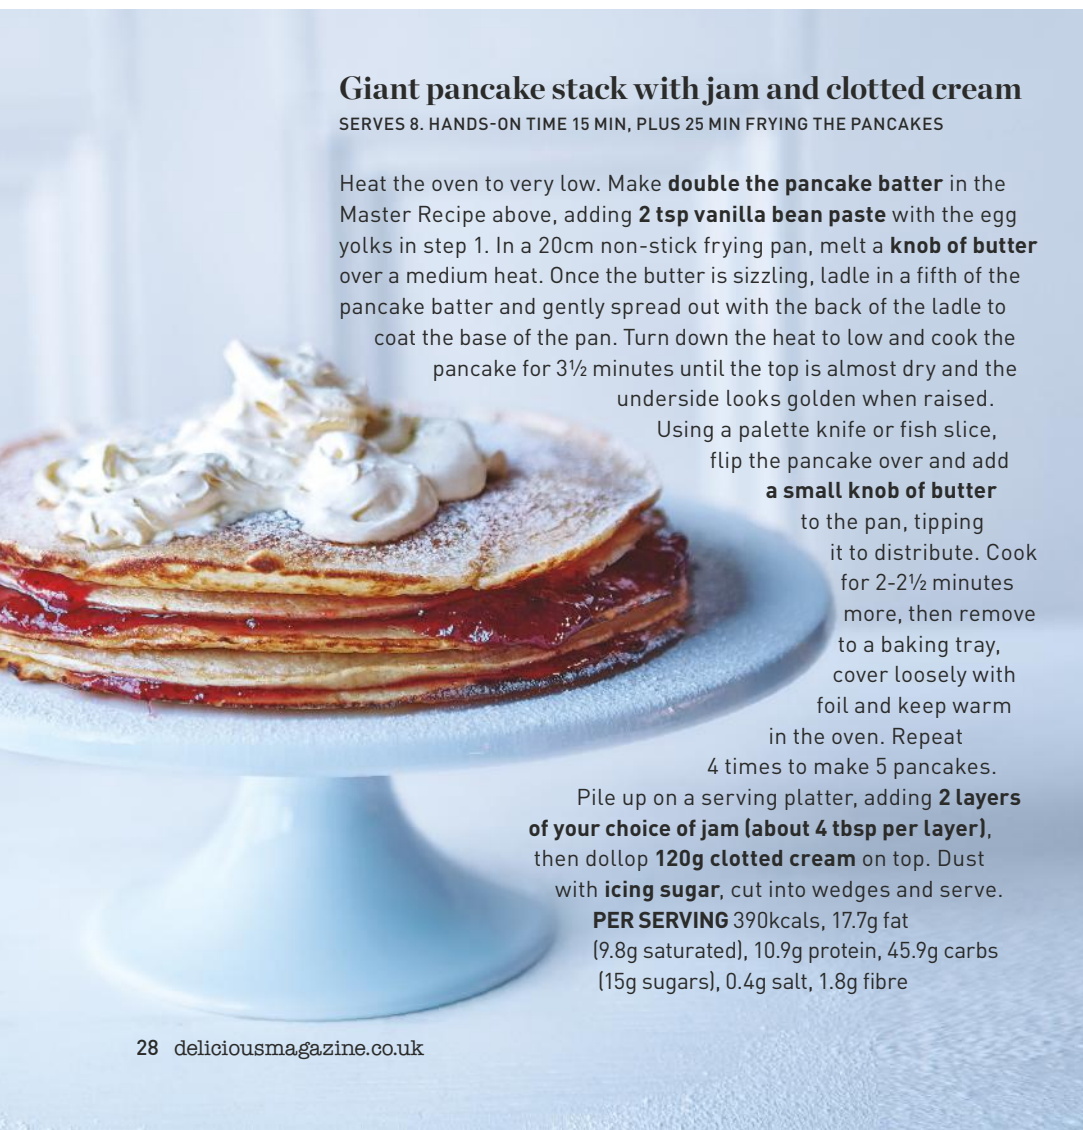 Giant pancake stack with jam and clotted cream
SERVES 8. HANDS-ON TIME 15 MIN, PLUS 25 MIN FRYING THE PANCAKES
Heat the oven to very low. Make double the pancake batter in the
Master Recipe above, adding 2 tsp vanilla bean paste with the egg
yolks in step 1. In a 20cm non-stick frying pan, melt a knob of butter
over a medium heat. Once the butter is sizzling, ladle in a fifth of the
pancake batter and gently spread out with the back of the ladle to
coat the base of the pan. Turn down the heat to low and cook the
pancake for 3½ minutes until the top is almost dry and the
underside looks golden when raised.
Using a palette knife or fish slice,
flip the pancake over and add
a small knob of butter
to the pan, tipping
it to distribute. Cook
for 2-2½ minutes
more, then remove
to a baking tray,
cover loosely with
foil and keep warm
in the oven. Repeat
4 times to make 5 pancakes.
Pile up on a serving platter, adding 2 layers
of your choice of jam (about 4 tbsp per layer),
then dollop 120g clotted cream on top. Dust
with icing sugar, cut into wedges and serve.
PER SERVING 390kcals, 17.7g fat
(9.8g saturated), 10.9g protein, 45.9g carbs
(15g sugars), 0.4g salt, 1.8g fibre
28 deliciousmagazine.co.uk